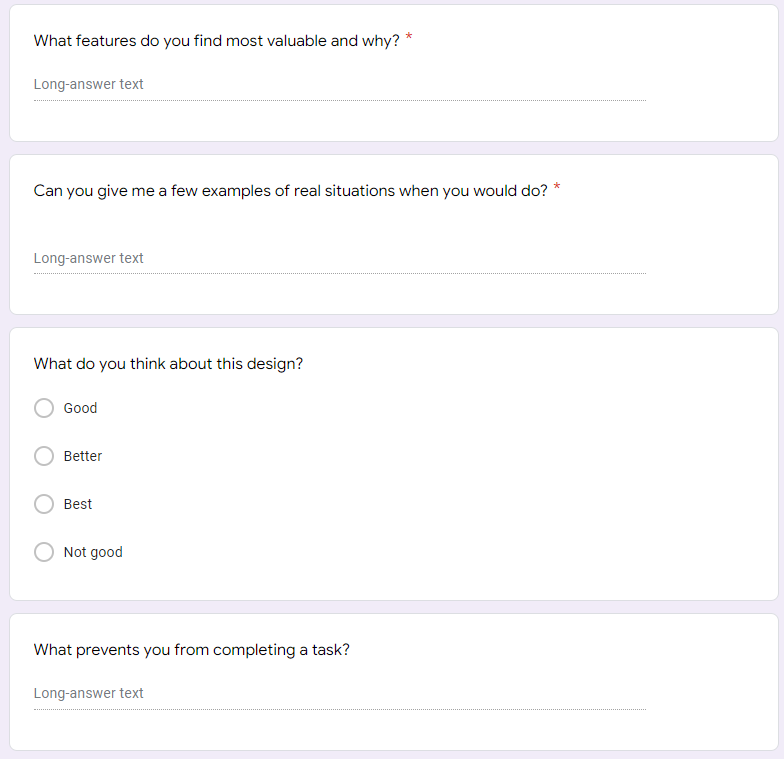 What features do you find most valuable and why? *
Long-answer text
Can you give me a few examples of real situations when you would do? *
Long-answer text
What do you think about this design?
Good
Better
Best
Not good
What prevents you from completing a task?
Long-answer text